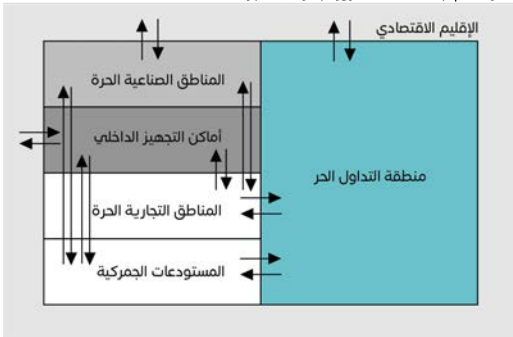 الإقليم الاقتصادي
المناطق الصناعية الحرة
أماكن التجهيز الداخلي
منطقة التداول الحر
المناطق التجارية الحرة
المستودعات الجمركية